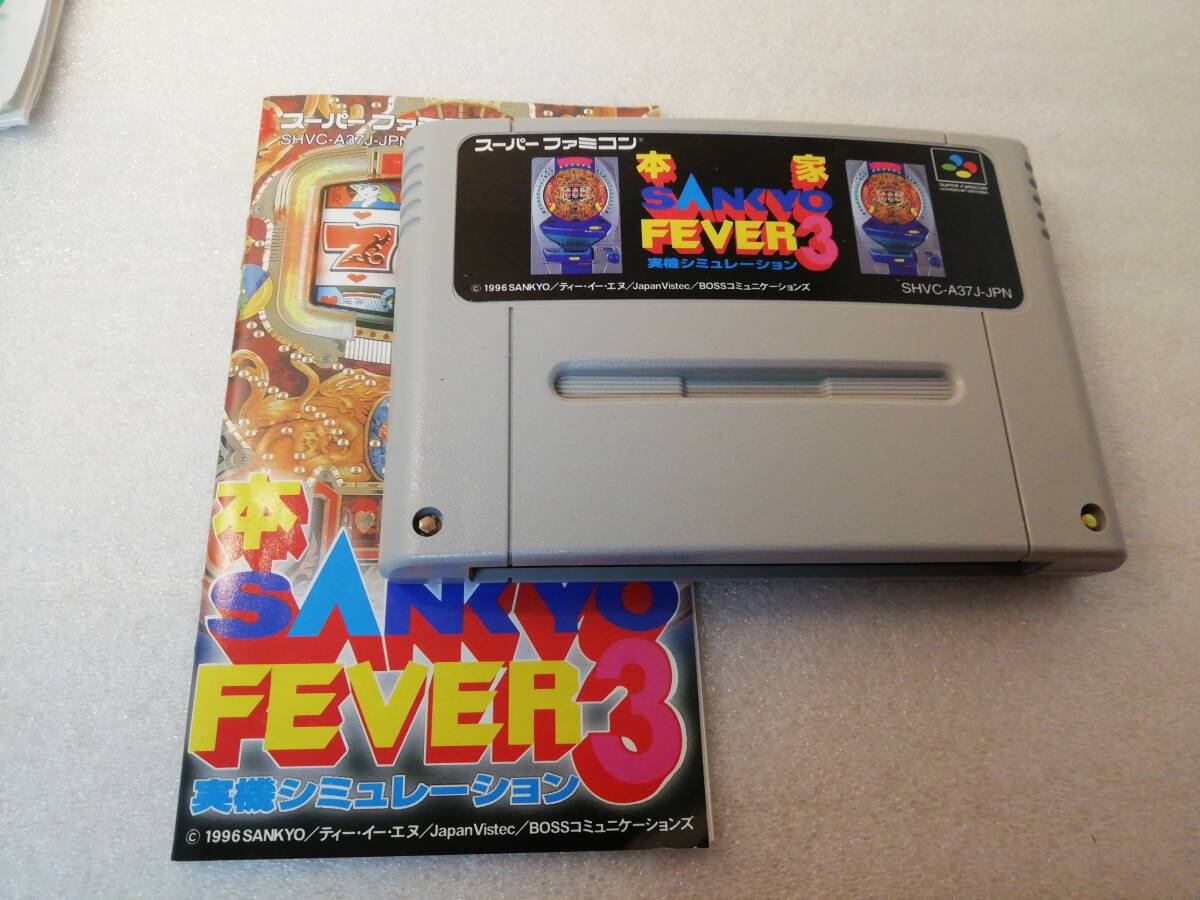 スーパーファミ
SHVC-A37J-JPN
本
SANKYO
FEVER3
実機シミュレーション
© 1996 SANKYO/ティー・イー・エヌ/Japan Vistec/BOSSコミュニケーションズ
スーパーファミコン
本 家
SANKYO
FEVER3
実機シミュレーション
© 1996 SANKYO/ティー・イー・エヌ/JapanVistec/BOSSコミュニケーションズ
SHVC-A37J-JPN
SUPER FAMICOM
7